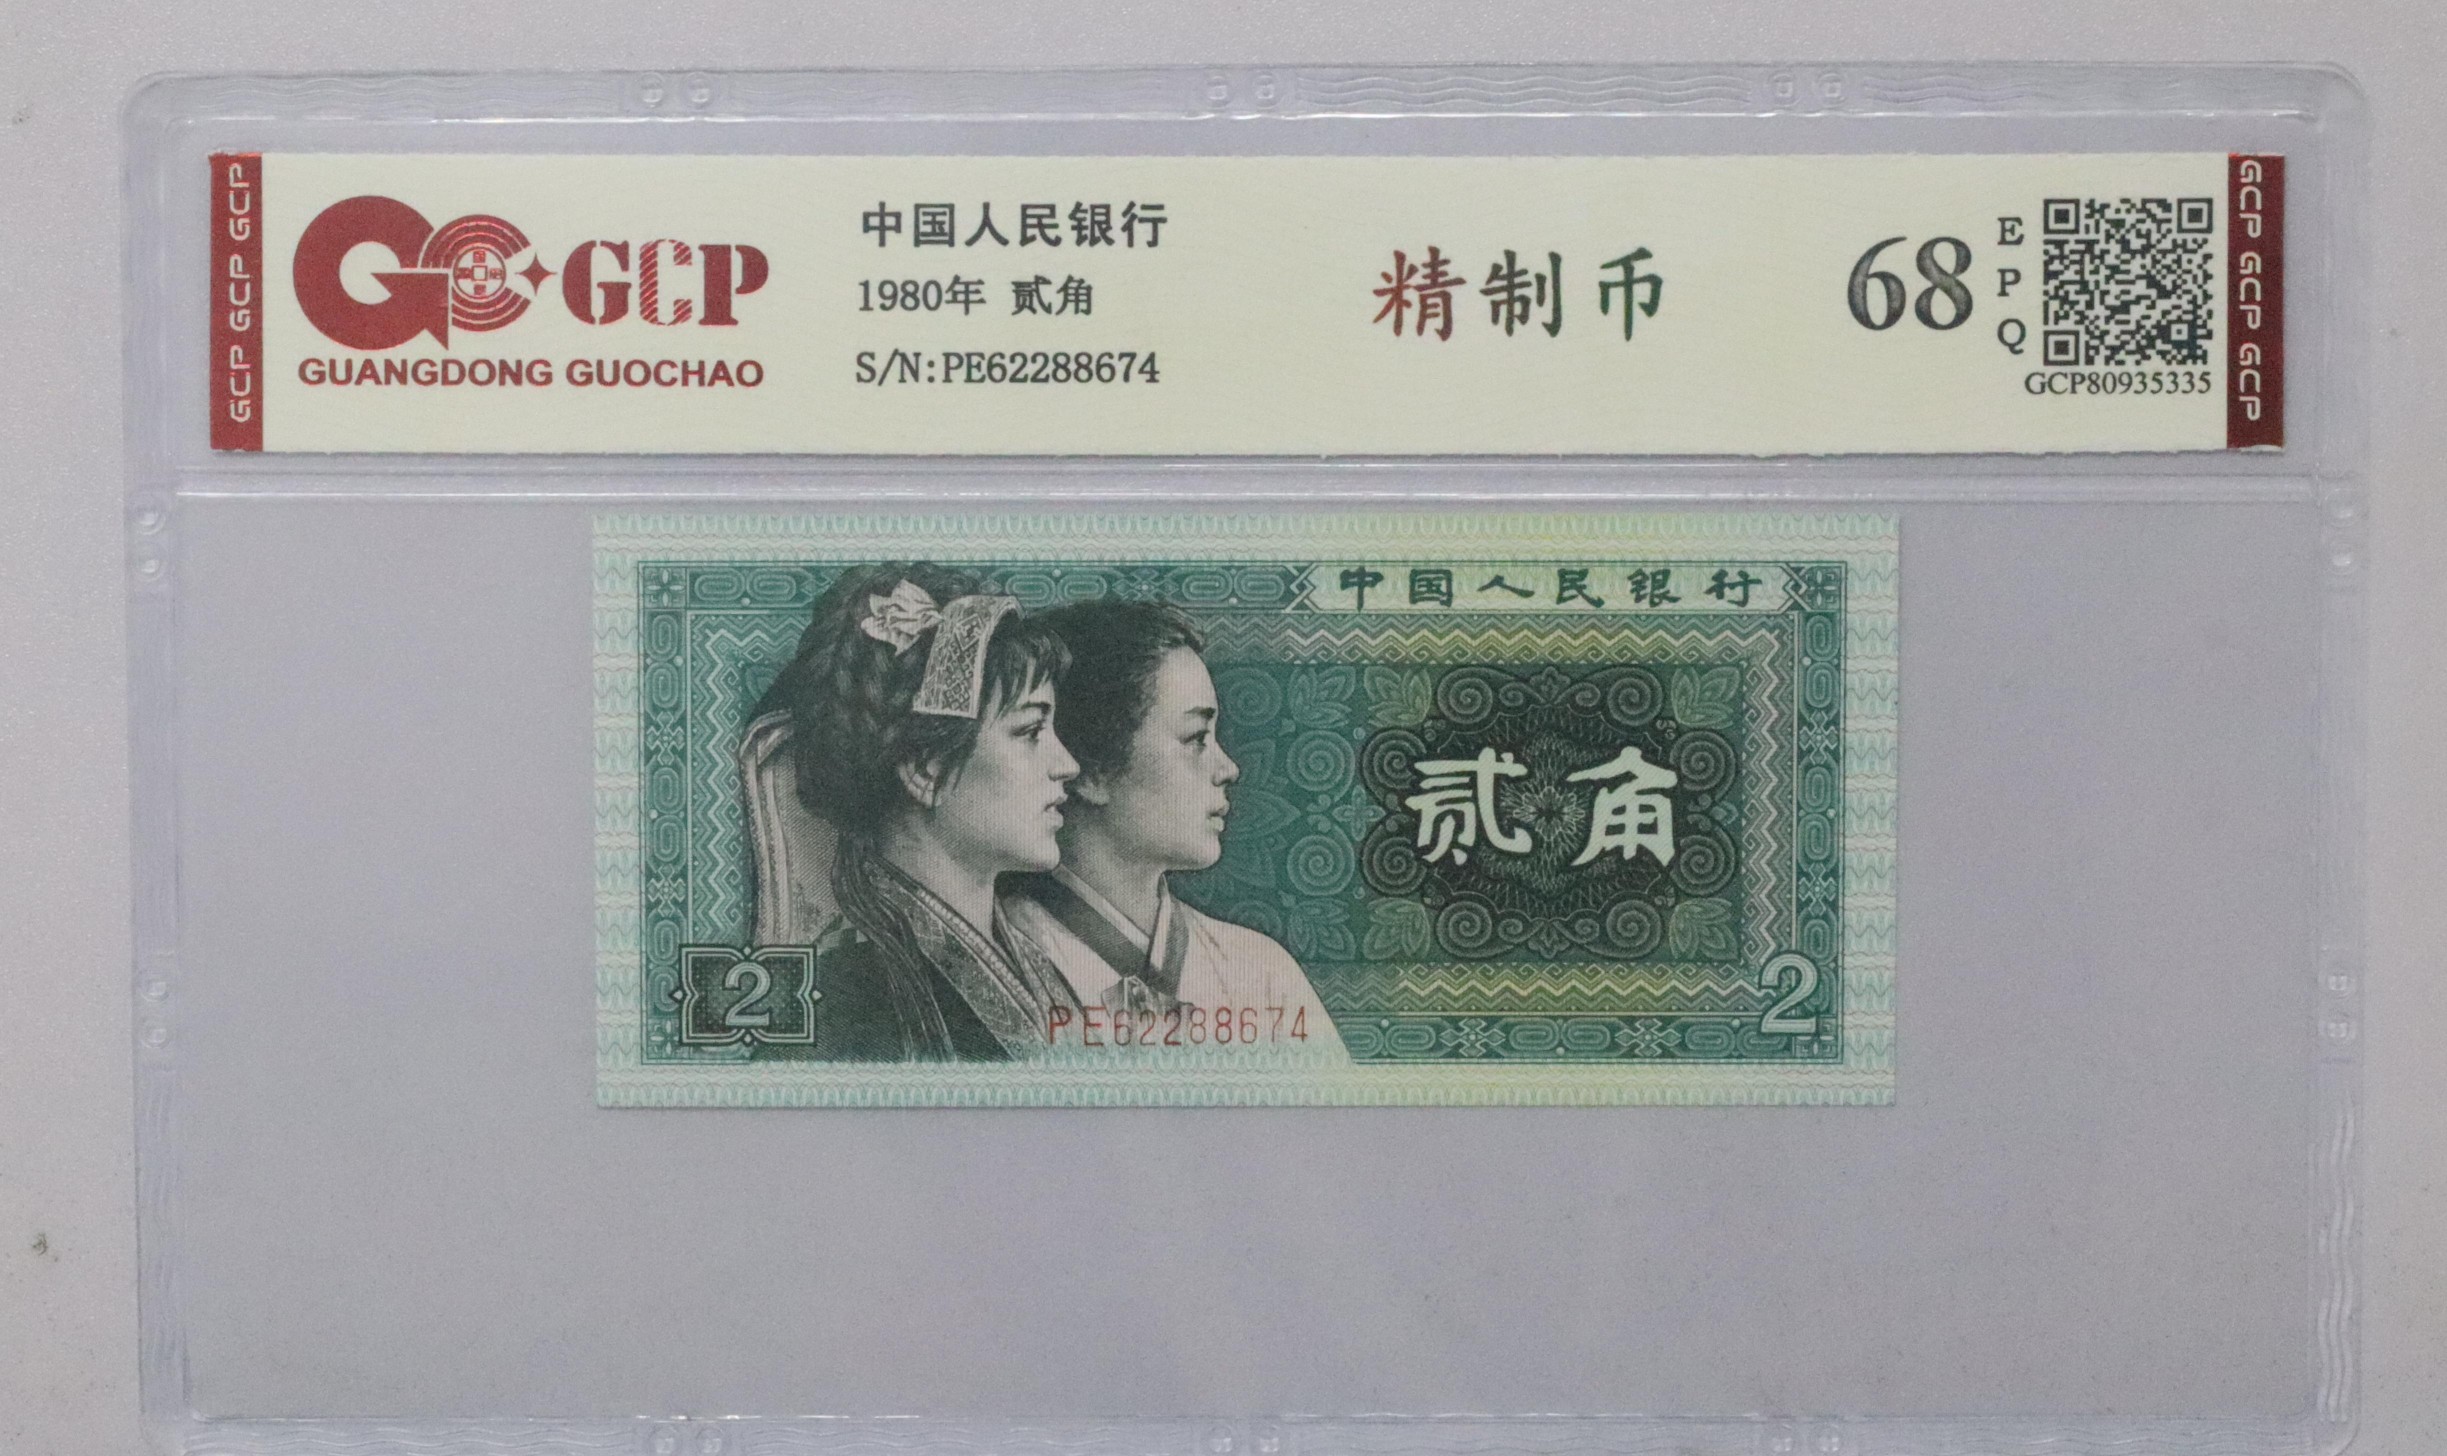 GCP GCP GCP
GCP
GUANGDONG GUOCHAO
中国人民银行
1980年 贰角
S/N:PE62288674
精制币
68
E
P
Q
GCP80935335
GCP GCP GCP
中国人民银行
贰角
2
PE62288674
2